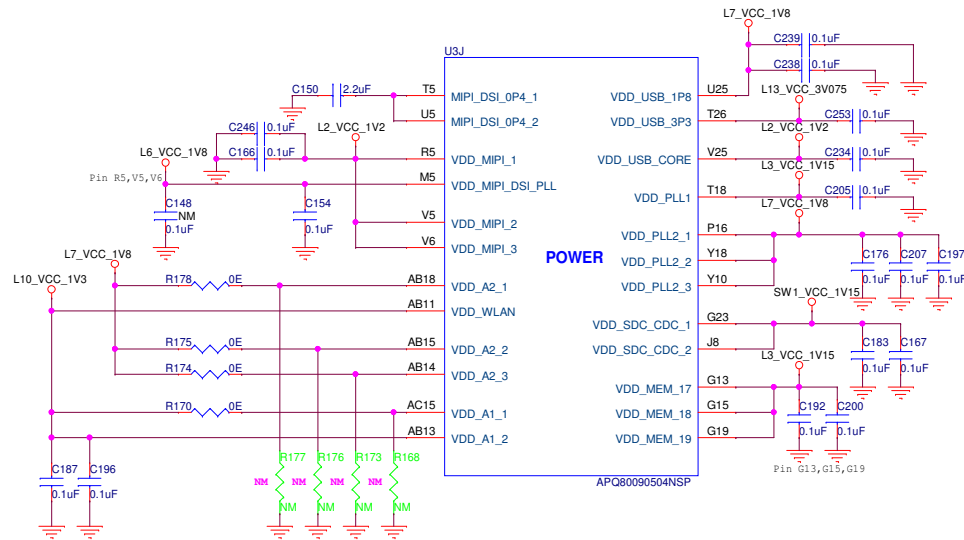 L7_VCC_1V8
C239 0.1uF
C238 0.1uF
U3J
C150 2.2uF T5 MIPI_DSI_0P4_1
VDD_USB_1P8 U25
L13_VCC_3V075
U5 MIPI_DSI_0P4_2
VDD_USB_3P3 T26
C253 0.1uF
C246 0.1uF
L2_VCC_1V2
L2_VCC_1V2
C166 0.1uF
R5 VDD_MIPI_1
VDD_USB_CORE V25
C234 0.1uF
L6_VCC_1V8
L3_VCC_1V15
Pin R5,V5,V6
M5 VDD_MIPI_DSI_PLL
VDD_PLL1 T18
C205 0.1uF
C148
NM
0.1uF
C154
0.1uF
L7_VCC_1V8
V5 VDD_MIPI_2
VDD_PLL2_1 P16
V6 VDD_MIPI_3
VDD_PLL2_2 Y18
POWER
C176
0.1uF
C207
0.1uF
C197
0.1uF
L7_VCC_1V8
L10_VCC_1V3
R178 0E AB18 VDD_A2_1
VDD_PLL2_3 Y10
SW1_VCC_1V15
AB11 VDD_WLAN
VDD_SDC_CDC_1 G23
R175 0E AB15 VDD_A2_2
VDD_SDC_CDC_2 J8
C183
0.1uF
C167
0.1uF
L3_VCC_1V15
R174 0E AB14 VDD_A2_3
VDD_MEM_17 G13
R170 0E AC15 VDD_A1_1
VDD_MEM_18 G15
C192
0.1uF
C200
0.1uF
AB13 VDD_A1_2
VDD_MEM_19 G19
R177 R176 R173 R168
Pin G13,G15,G19
C187
0.1uF
C196
0.1uF
NM NM NM NM
NM NM NM NM
APQ80090504NSP